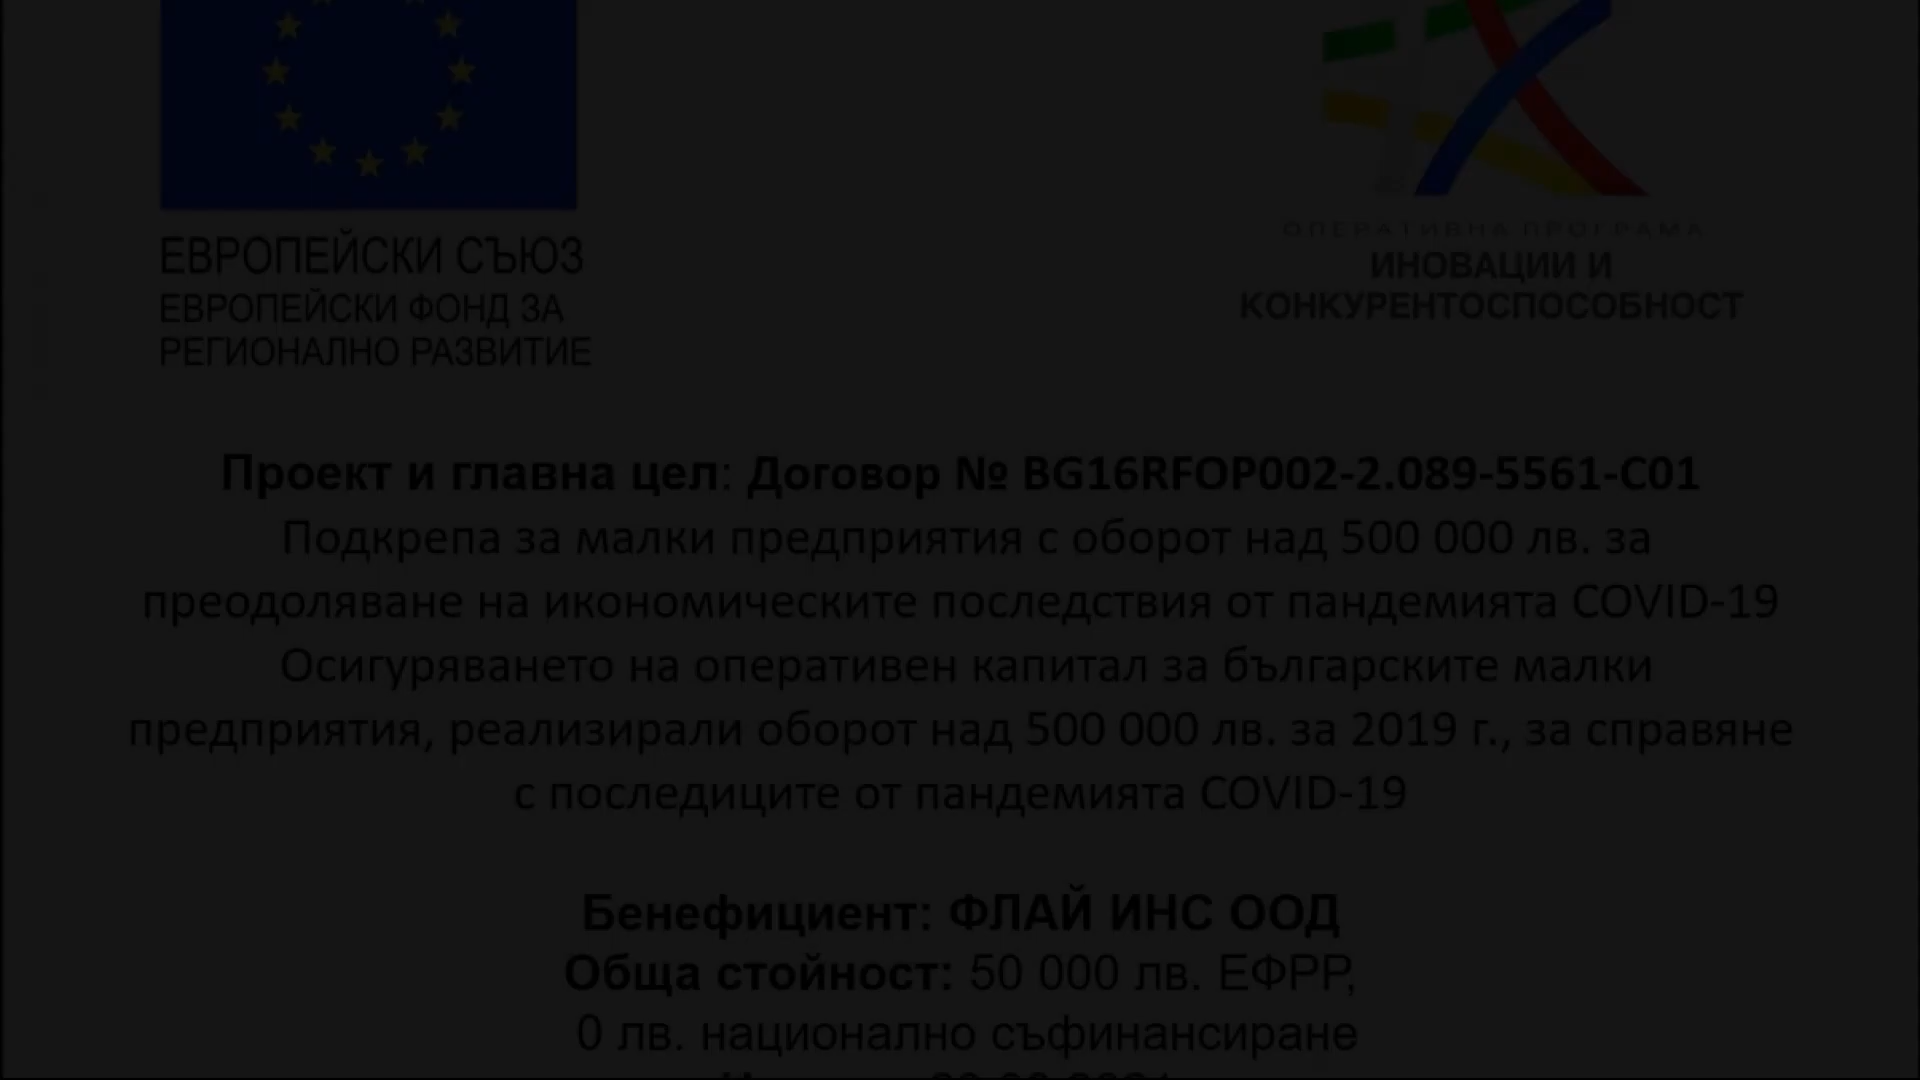 ЕВРОПЕЙСКИ СЪЮЗ
ЕВРОПЕЙСКИ ФОНД ЗА
РЕГИОНАЛНО РАЗВИТИЕ
ОПЕРАТИВНА ПРОГРАМА
ИНОВАЦИИ И
КОНКУРЕНТОСПОСОБНОСТ
Проект и главна цел: Договор № BG16RFOP002-2.089-5561-C01
Подкрепа за малки предприятия с оборот над 500 000 лв. за
преодоляване на икономическите последствия от пандемията COVID-19
Осигуряването на оперативен капитал за българските малки
предприятия, реализирали оборот над 500 000 лв. за 2019 г., за справяне
с последиците от пандемията COVID-19
Бенефициент: ФЛАЙ ИНС ООД
Обща стойност: 50 000 лв. ЕФРР,
0 лв. национално съфинансиране